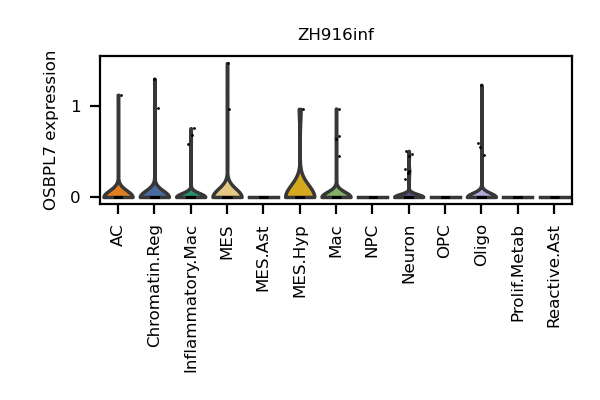 ZH916inf
OSBPL7 expression
1
0
AC
Chromatin.Reg
Inflammatory.Mac
MES
MES.Ast
MES.Hyp
Mac
NPC
Neuron
OPC
Oligo
Prolif.Metab
Reactive.Ast